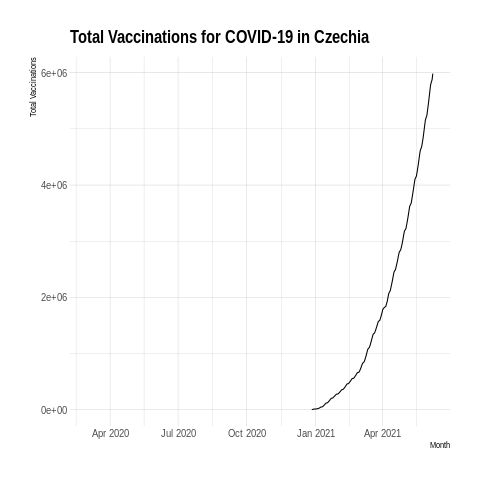 Total Vaccinations for COVID-19 in Czechia
Total Vaccinations
6e+06
4e+06
2e+06
0e+00
Apr 2020 Jul 2020 Oct 2020 Jan 2021 Apr 2021
Month